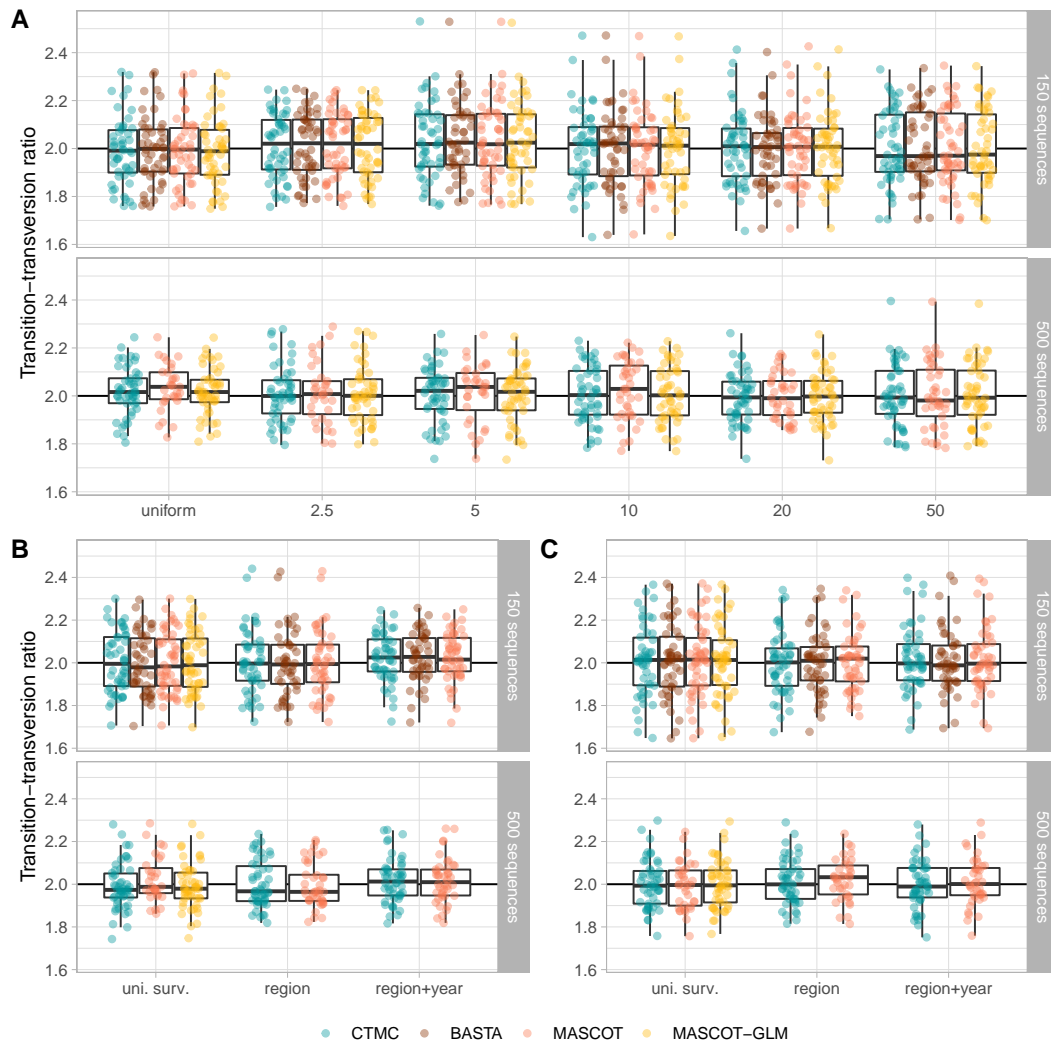 A
Transition−transversion ratio
2.4
2.2
2.0
1.8
1.6
150 sequences
2.4
2.2
2.0
1.8
1.6
500 sequences
uniform 2.5 5 10 20 50
B
Transition−transversion ratio
2.4
2.2
2.0
1.8
1.6
150 sequences
2.4
2.2
2.0
1.8
1.6
500 sequences
uni. surv. region region+year
C
2.4
2.2
2.0
1.8
1.6
150 sequences
2.4
2.2
2.0
1.8
1.6
500 sequences
uni. surv. region region+year
CTMC BASTA MASCOT MASCOT−GLM